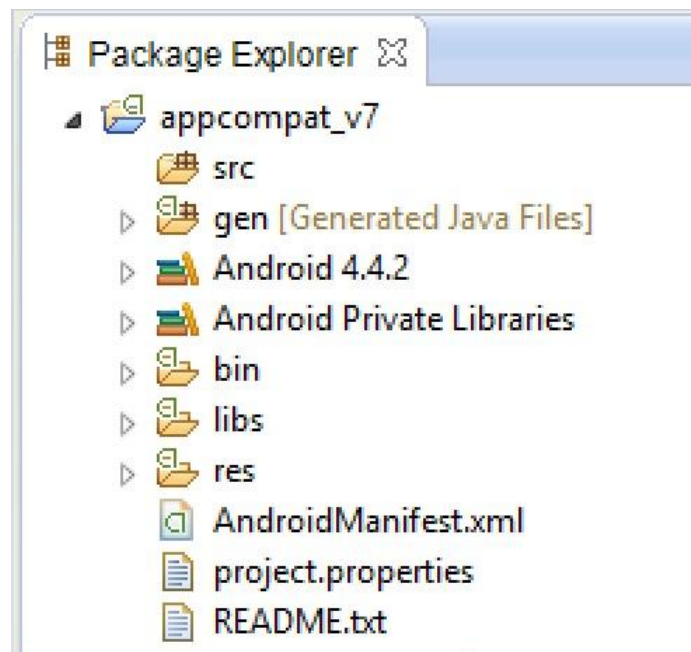 Package Explorer
appcompat_v7
src
gen [Generated Java Files]
Android 4.4.2
Android Private Libraries
bin
libs
res
AndroidManifest.xml
project.properties
README.txt